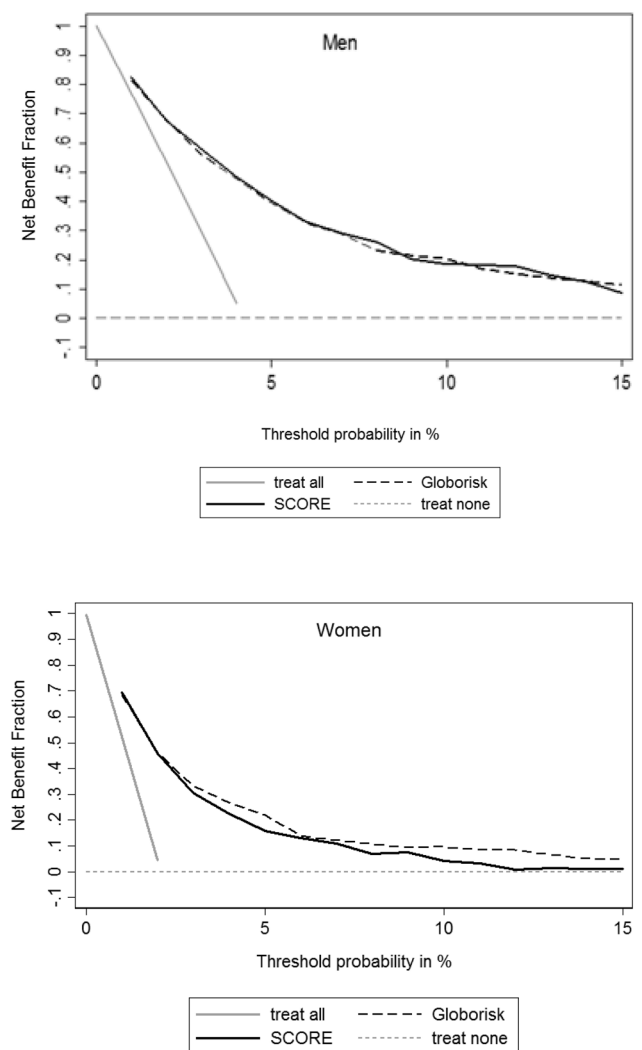 Men
Net Benefit Fraction
1
.9
.8
.7
.6
.5
.4
.3
.2
.1
0
-.1
0 5 10 15
Threshold probability in %
treat all Globorisk
SCORE treat none
Women
Net Benefit Fraction
1
.9
.8
.7
.6
.5
.4
.3
.2
.1
0
-.1
0 5 10 15
Threshold probability in %
treat all Globorisk
SCORE treat none